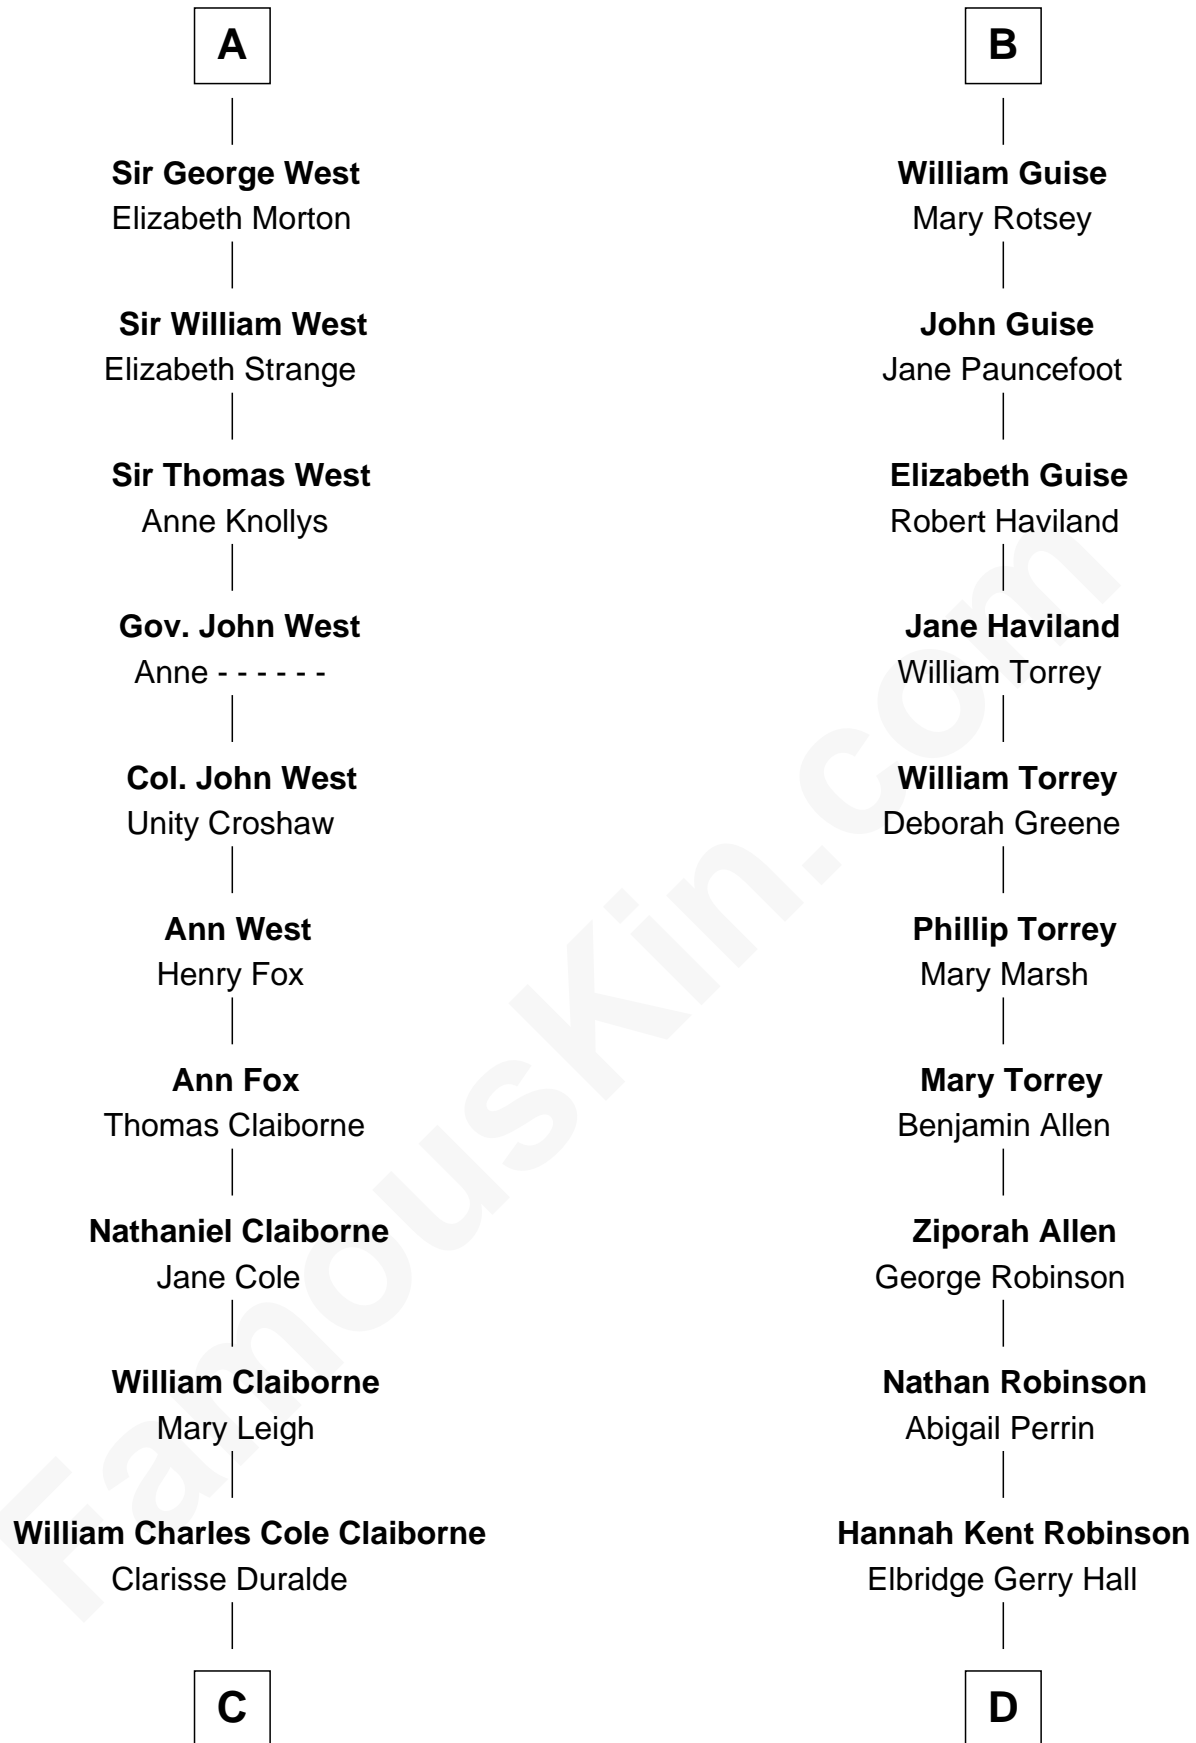 A
Sir George West
Elizabeth Morton
Sir William West
Elizabeth Strange
Sir Thomas West
Anne Knollys
Gov. John West
Anne - - - - - -
Col. John West
Unity Croshaw
Ann West
Henry Fox
Ann Fox
Thomas Claiborne
Nathaniel Claiborne
Jane Cole
William Claiborne
Mary Leigh
William Charles Cole Claiborne
Clarisse Duralde
C
B
William Guise
Mary Rotsey
John Guise
Jane Pauncefoot
Elizabeth Guise
Robert Haviland
Jane Haviland
William Torrey
William Torrey
Deborah Greene
Phillip Torrey
Mary Marsh
Mary Torrey
Benjamin Allen
Ziporah Allen
George Robinson
Nathan Robinson
Abigail Perrin
Hannah Kent Robinson
Elbridge Gerry Hall
D
FamousKin.com